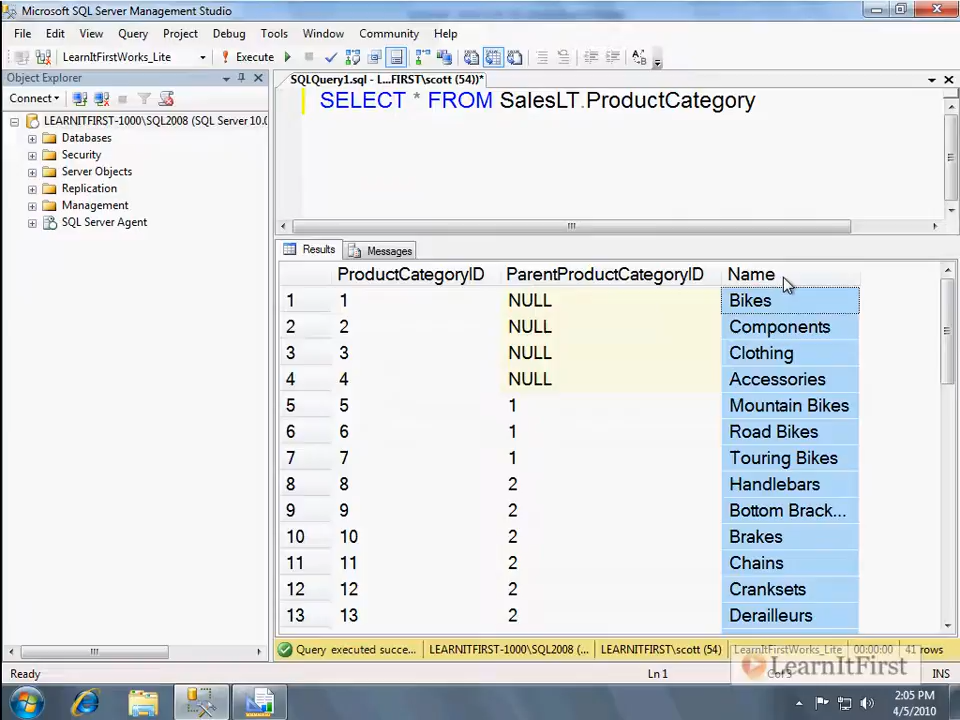 Microsoft SQL Server Management Studio
File Edit View Query Project Debug Tools Window Community Help
LearnItFirstWorks_Lite Execute
Object Explorer
SQLQuery1.sql - L...FIRST\scott (54))*
Connect
SELECT * FROM SalesLT.ProductCategory
LEARNITFIRST-1000\SQL2008 (SQL Server 10.0
Databases
Security
Server Objects
Replication
Management
SQL Server Agent
Results Messages
ProductCategoryID ParentProductCategoryID Name
1 1 NULL Bikes
2 2 NULL Components
3 3 NULL Clothing
4 4 NULL Accessories
5 5 1 Mountain Bikes
6 6 1 Road Bikes
7 7 1 Touring Bikes
8 8 2 Handlebars
9 9 2 Bottom Brack...
10 10 2 Brakes
11 11 2 Chains
12 12 2 Cranksets
13 13 2 Derailleurs
Query executed succe... LEARNITFIRST-1000\SQL2008 (... LEARNITFIRST\scott (54) LearnItFirstWorks_Lite 00:00:00 41 rows
LearnItFirst
Ready Ln 1 Col 3 INS
2:05 PM
4/5/2010